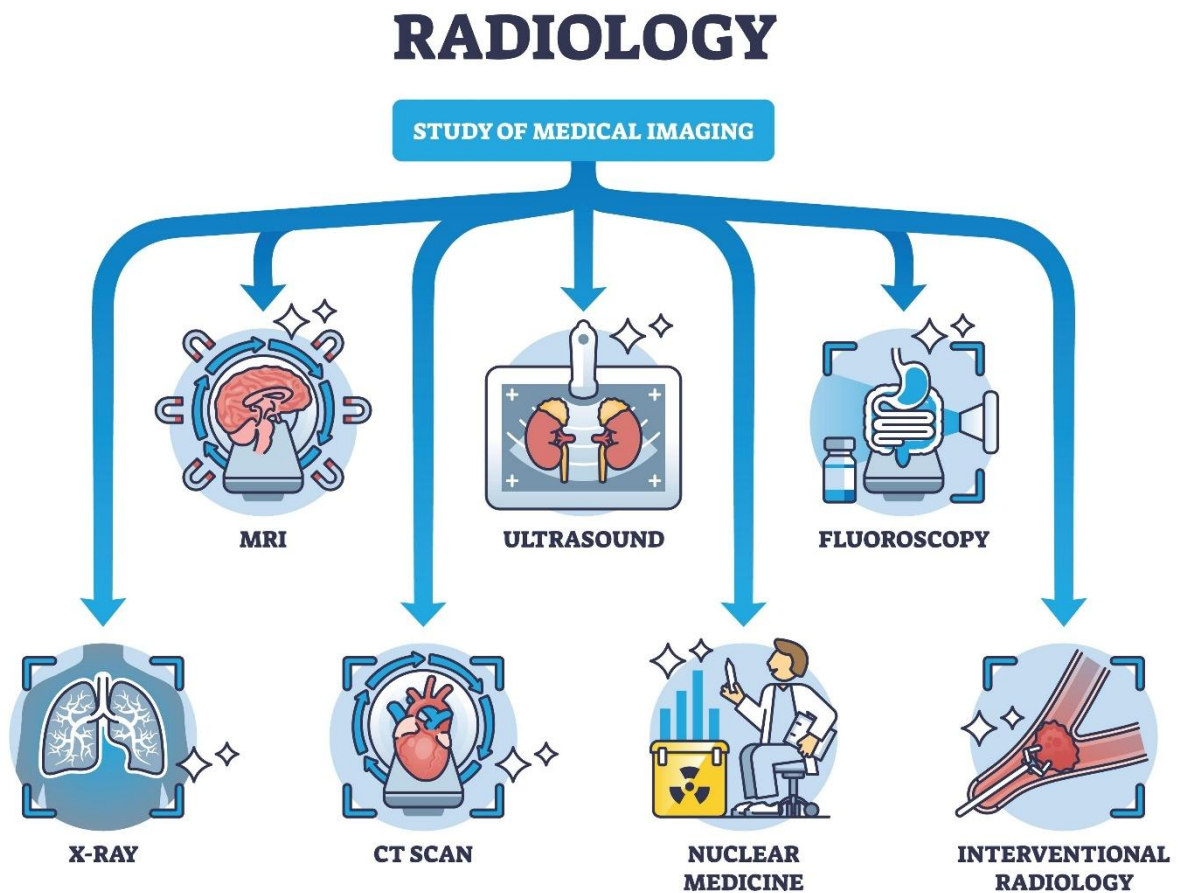 RADIOLOGY
STUDY OF MEDICAL IMAGING
MRI
ULTRASOUND
FLUOROSCOPY
X-RAY
CT SCAN
NUCLEAR
MEDICINE
INTERVENTIONAL
RADIOLOGY